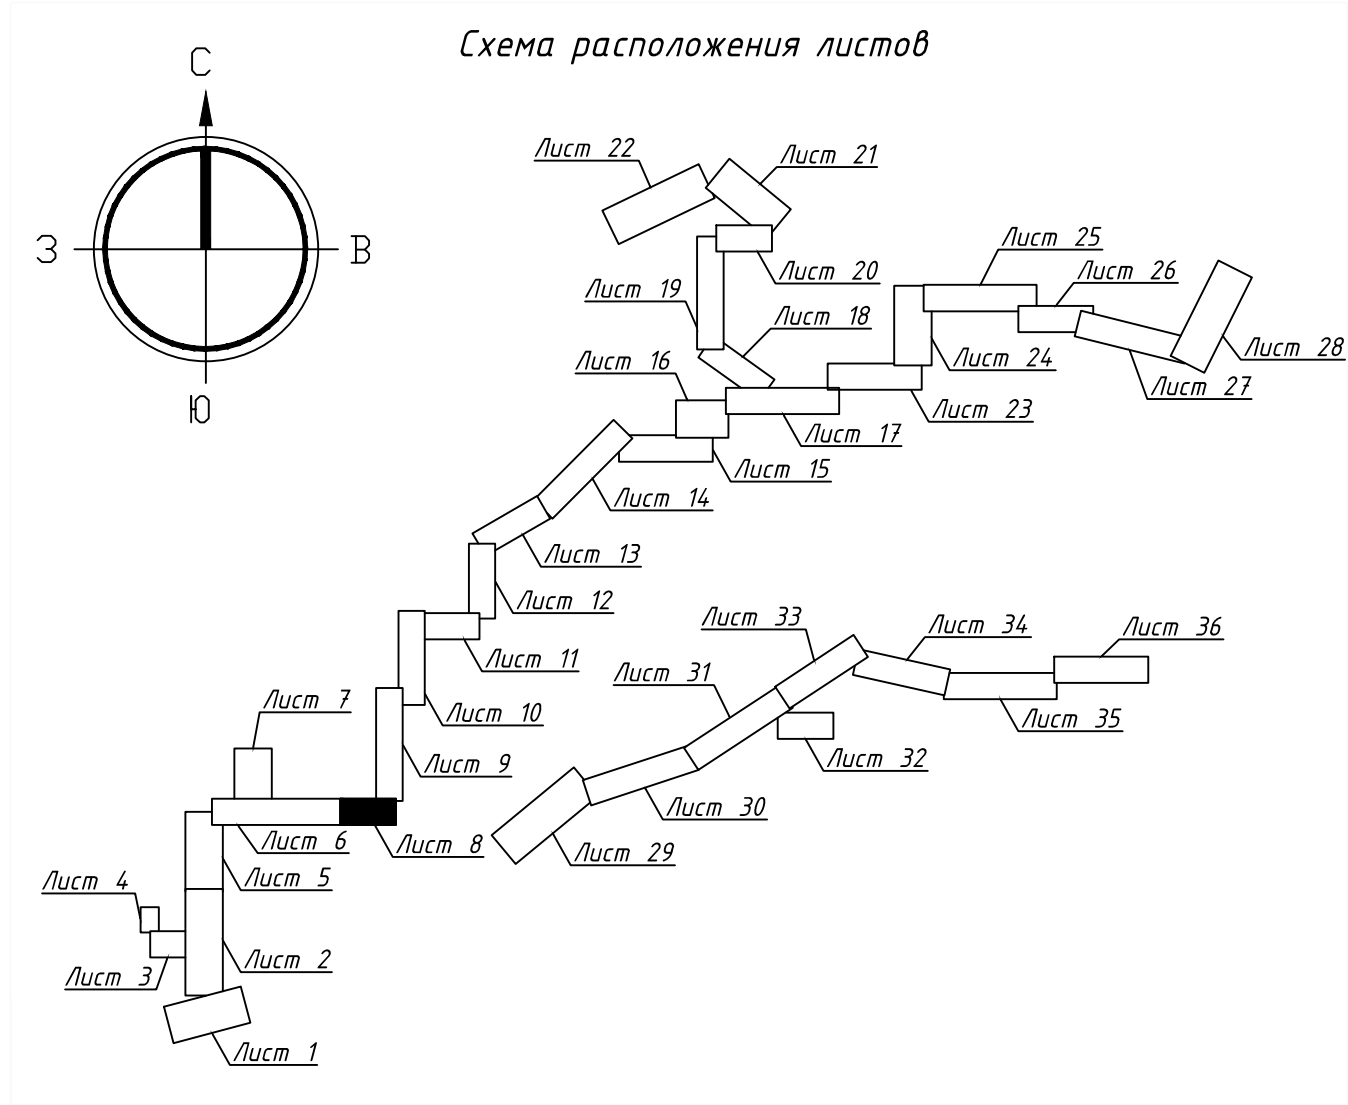 Схема расположения листов
С
З
В
Ю
Лист 22
Лист 21
Лист 20
Лист 19
Лист 18
Лист 16
Лист 17
Лист 25
Лист 26
Лист 24
Лист 28
Лист 27
Лист 23
Лист 15
Лист 14
Лист 13
Лист 12
Лист 11
Лист 10
Лист 7
Лист 9
Лист 6
Лист 8
Лист 5
Лист 4
Лист 3
Лист 2
Лист 1
Лист 33
Лист 34
Лист 36
Лист 31
Лист 35
Лист 32
Лист 30
Лист 29